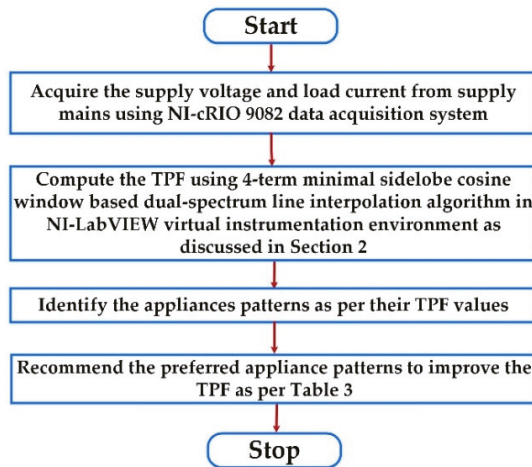 Start
Acquire the supply voltage and load current from supply
mains using NI-cRIO 9082 data acquisition system
Compute the TPF using 4-term minimal sidelobe cosine
window based dual-spectrum line interpolation algorithm in
NI-LabVIEW virtual instrumentation environment as
discussed in Section 2
Identify the appliances patterns as per their TPF values
Recommend the preferred appliance patterns to improve the
TPF as per Table 3
Stop